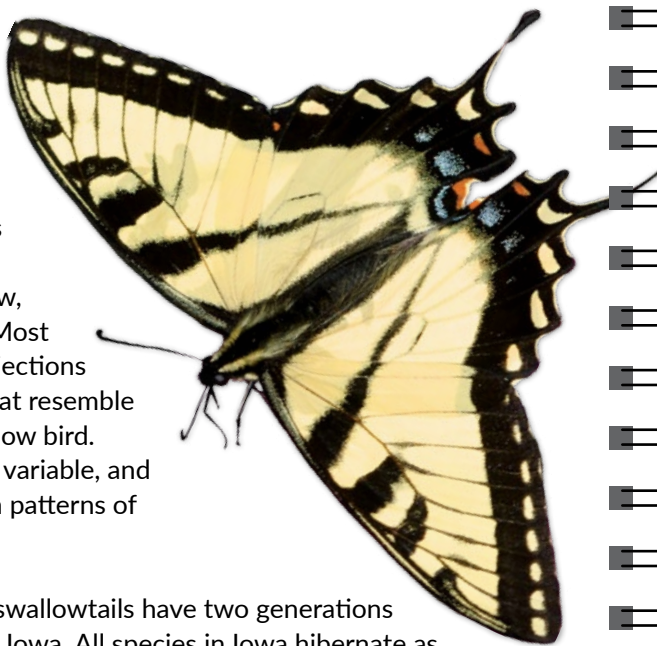 s
w,
Most
ections
at resemble
ow bird.
variable, and
patterns of
swallowtails have two generations
Iowa. All species in Iowa hibernate as